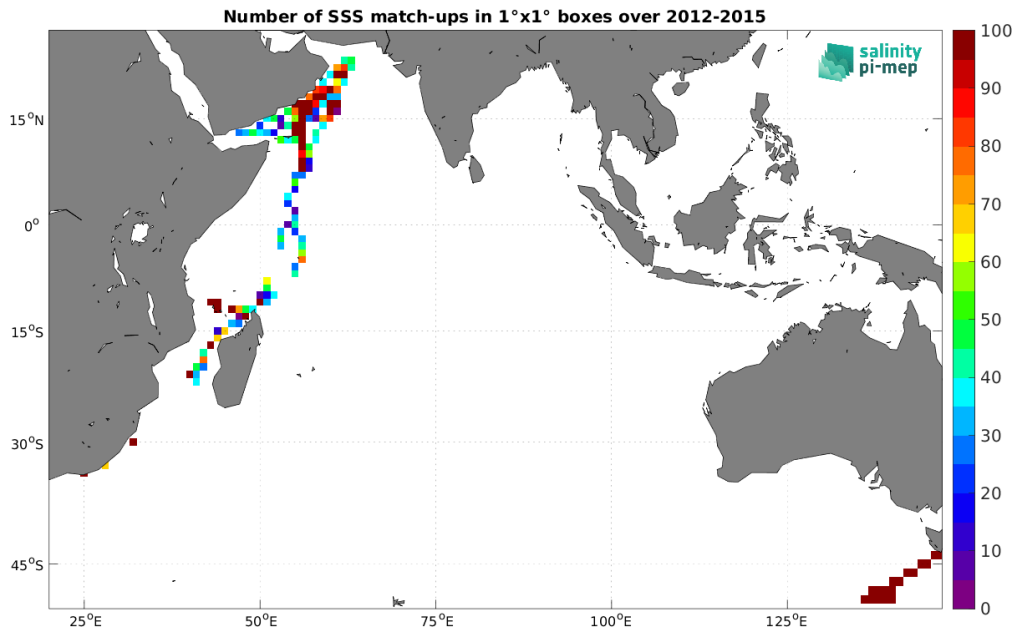 Number of SSS match-ups in 1°x1° boxes over 2012-2015
salinity
pi-mep
100
90
80
70
60
50
40
30
20
10
0
15°N
0°
15°S
30°S
45°S
25°E
50°E
75°E
100°E
125°E